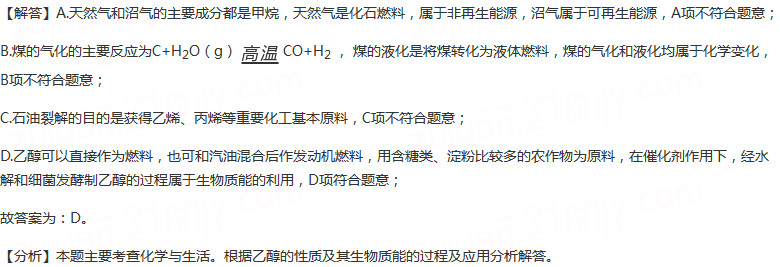 【解答】A.天然气和沼气的主要成分都是甲烷，天然气是化石燃料，属于非再生能源，沼气属于可再生能源，A项不符合题意；
B.煤的气化的主要反应为C+H2O（g）高温CO+H2 ， 煤的液化是将煤转化为液体燃料，煤的气化和液化均属于化学变化，
B项不符合题意；
C.石油裂解的目的是获得乙烯、丙烯等重要化工基本原料，C项不符合题意；
D.乙醇可以直接作为燃料，也可和汽油混合后作发动机燃料，用含糖类、淀粉比较多的农作物为原料，在催化剂作用下，经水
解和细菌发酵制乙醇的过程属于生物质能的利用，D项符合题意；
故答案为：D。
【分析】本题主要考查化学与生活。根据乙醇的性质及其生物质能的过程及应用分析解答。